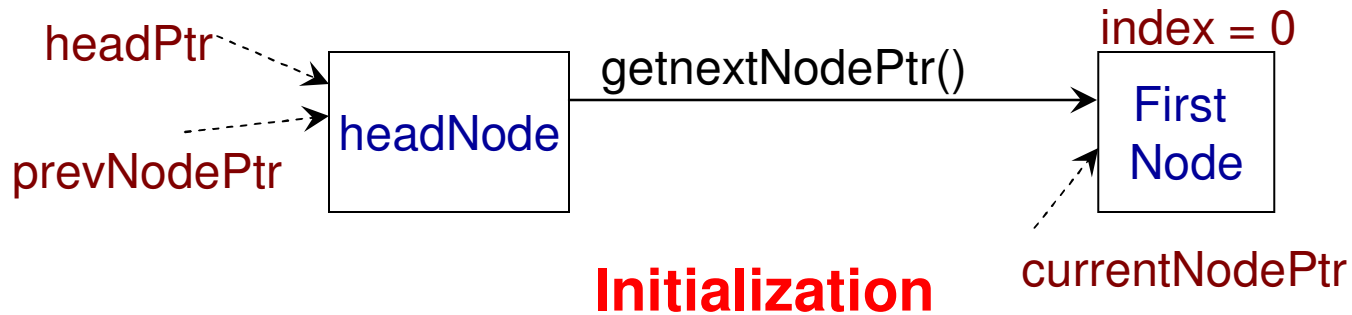 headPtr
index = 0
getnextNodePtr()
First
Node
headNode
prevNodePtr
currentNodePtr
Initialization